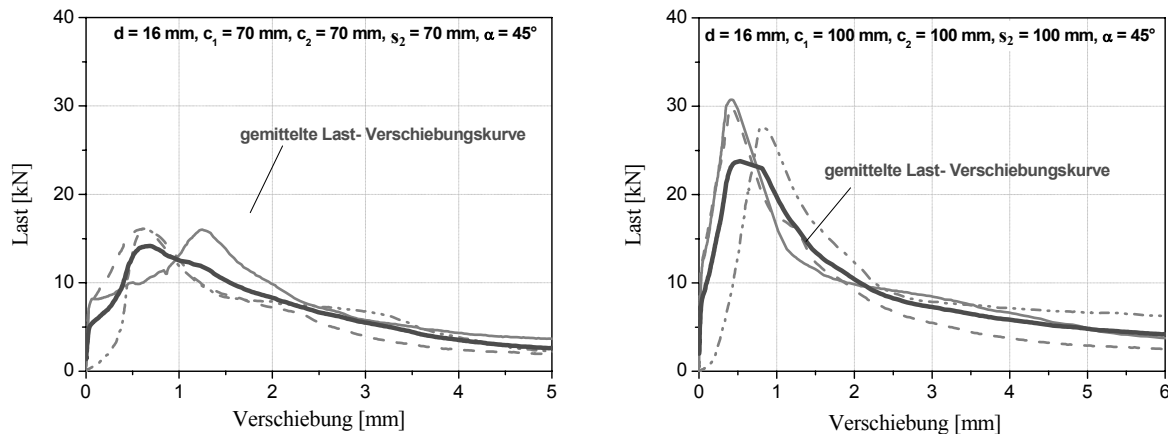 d = 16 mm, c1 = 70 mm, c2 = 70 mm, s2 = 70 mm, α = 45°
gemittelte Last- Verschiebungskurve
Last [kN]
40
30
20
10
0
0 1 2 3 4 5
Verschiebung [mm]
d = 16 mm, c1 = 100 mm, c2 = 100 mm, s2 = 100 mm, α = 45°
gemittelte Last- Verschiebungskurve
Last [kN]
40
30
20
10
0
0 1 2 3 4 5 6
Verschiebung [mm]